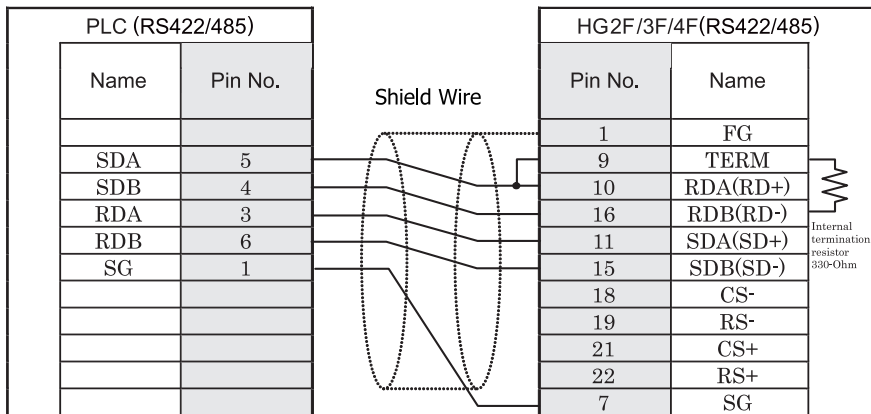 PLC (RS422/485) HG2F/3F/4F(RS422/485)
Name Pin No. Shield Wire Pin No. Name
1 FG
SDA 5 9 TERM
SDB 4 10 RDA(RD+)
RDA 3 16 RDB(RD-)
RDB 6 11 SDA(SD+)
SG 1 15 SDB(SD-)
18 CS-
19 RS-
21 CS+
22 RS+
7 SG
Internal
termination
resistor
330-Ohm